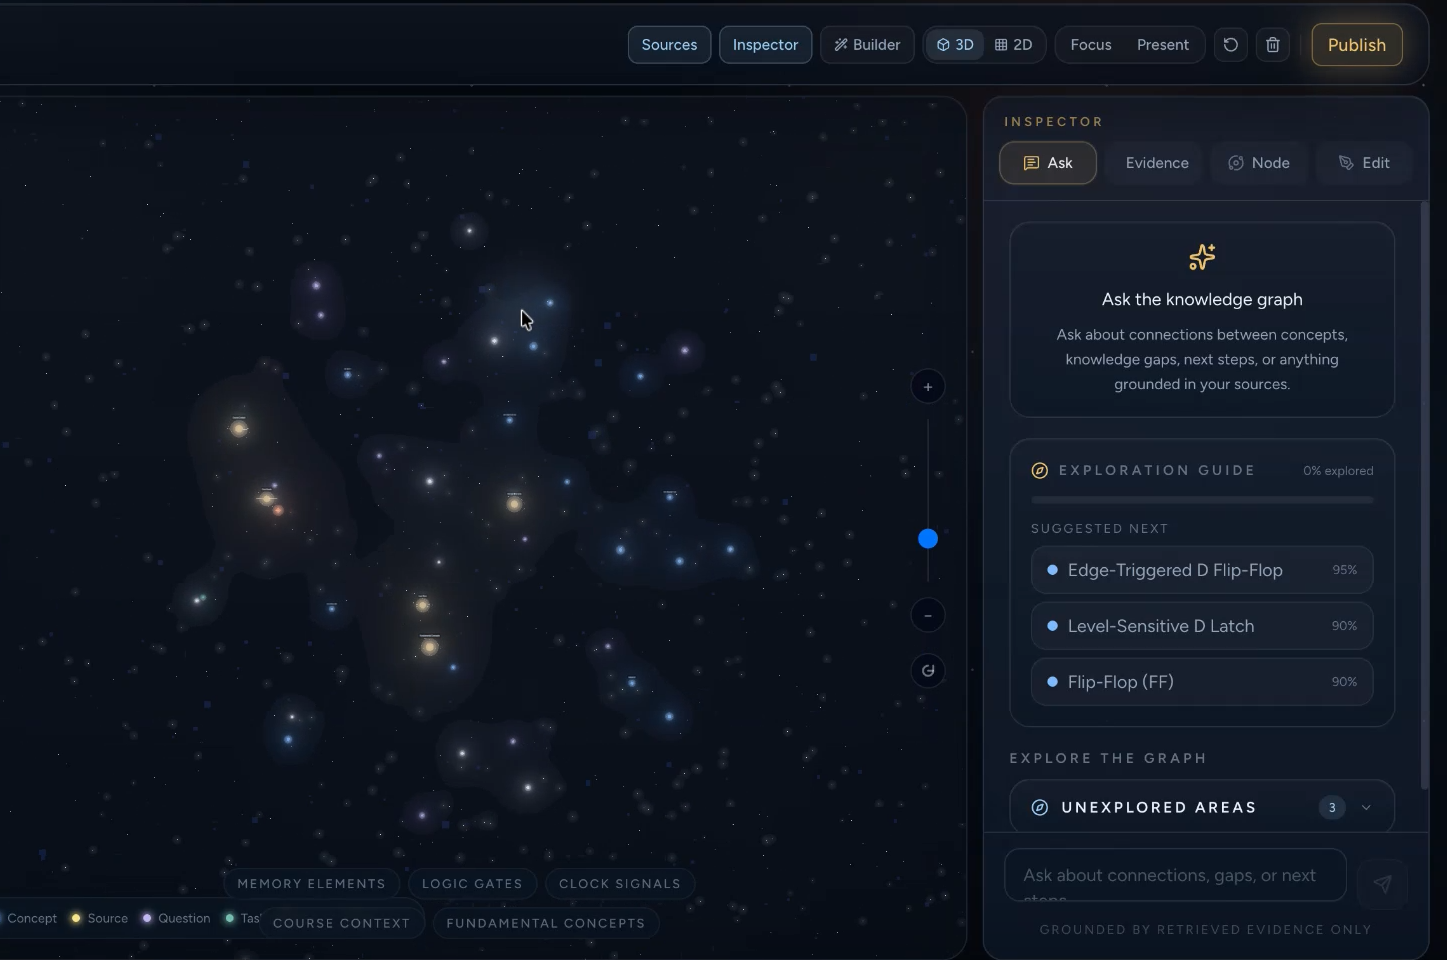 Sources
Inspector
Builder
3D
2D
Focus
Present
Publish
INSPECTOR
Ask
Evidence
Node
Edit
Ask the knowledge graph
Ask about connections between concepts,
knowledge gaps, next steps, or anything
grounded in your sources.
EXPLORATION GUIDE
0% explored
SUGGESTED NEXT
Edge-Triggered D Flip-Flop
95%
Level-Sensitive D Latch
90%
Flip-Flop (FF)
90%
EXPLORE THE GRAPH
UNEXPLORED AREAS
3
Ask about connections, gaps, or next
steps
GROUNDED BY RETRIEVED EVIDENCE ONLY
+
−
MEMORY ELEMENTS
LOGIC GATES
CLOCK SIGNALS
Concept
Source
Question
Tas
COURSE CONTEXT
FUNDAMENTAL CONCEPTS